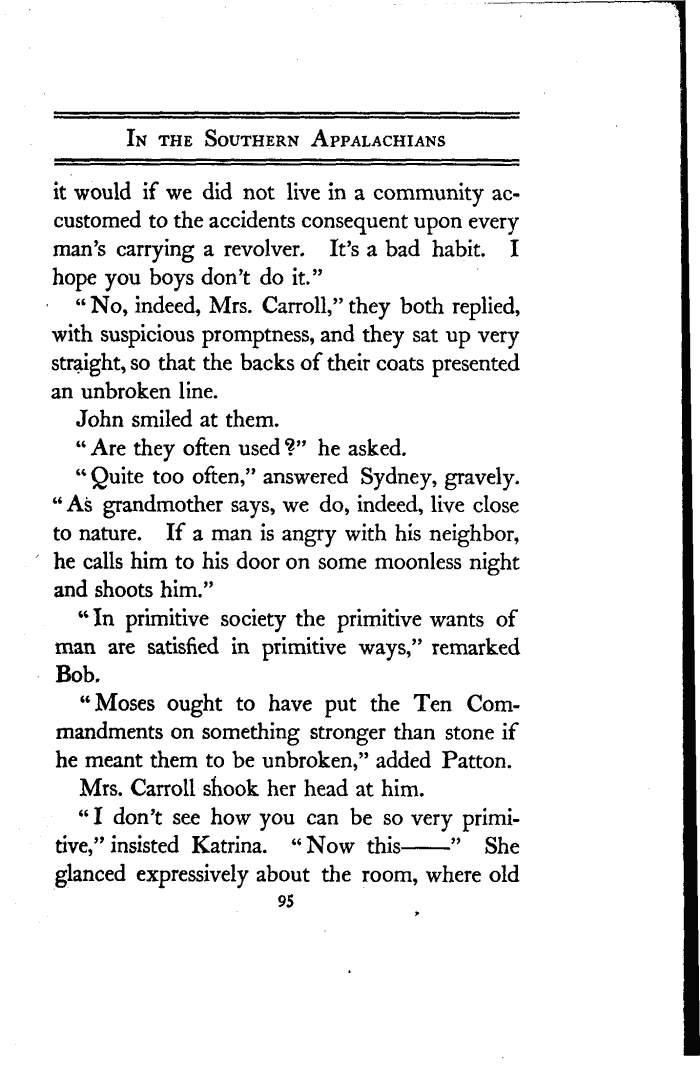 In the Southern Appalachians
it would if we did not live in a community ac-
customed to the accidents consequent upon every
man's carrying a revolver. It's a bad habit. I
hope you boys don't do it.”
“No, indeed, Mrs. Carroll,” they both replied,
with suspicious promptness, and they sat up very
straight, so that the backs of their coats presented
an unbroken line.
John smiled at them.
“Are they often used?” he asked.
“Quite too often,” answered Sydney, gravely.
“As grandmother says, we do, indeed, live close
to nature. If a man is angry with his neighbor,
he calls him to his door on some moonless night
and shoots him.”
“In primitive society the primitive wants of
man are satisfied in primitive ways,” remarked
Bob.
“Moses ought to have put the Ten Com-
mandments on something stronger than stone if
he meant them to be unbroken,” added Patton.
Mrs. Carroll shook her head at him.
“I don't see how you can be so very primi-
tive,” insisted Katrina. “Now this——” She
glanced expressively about the room, where old
95